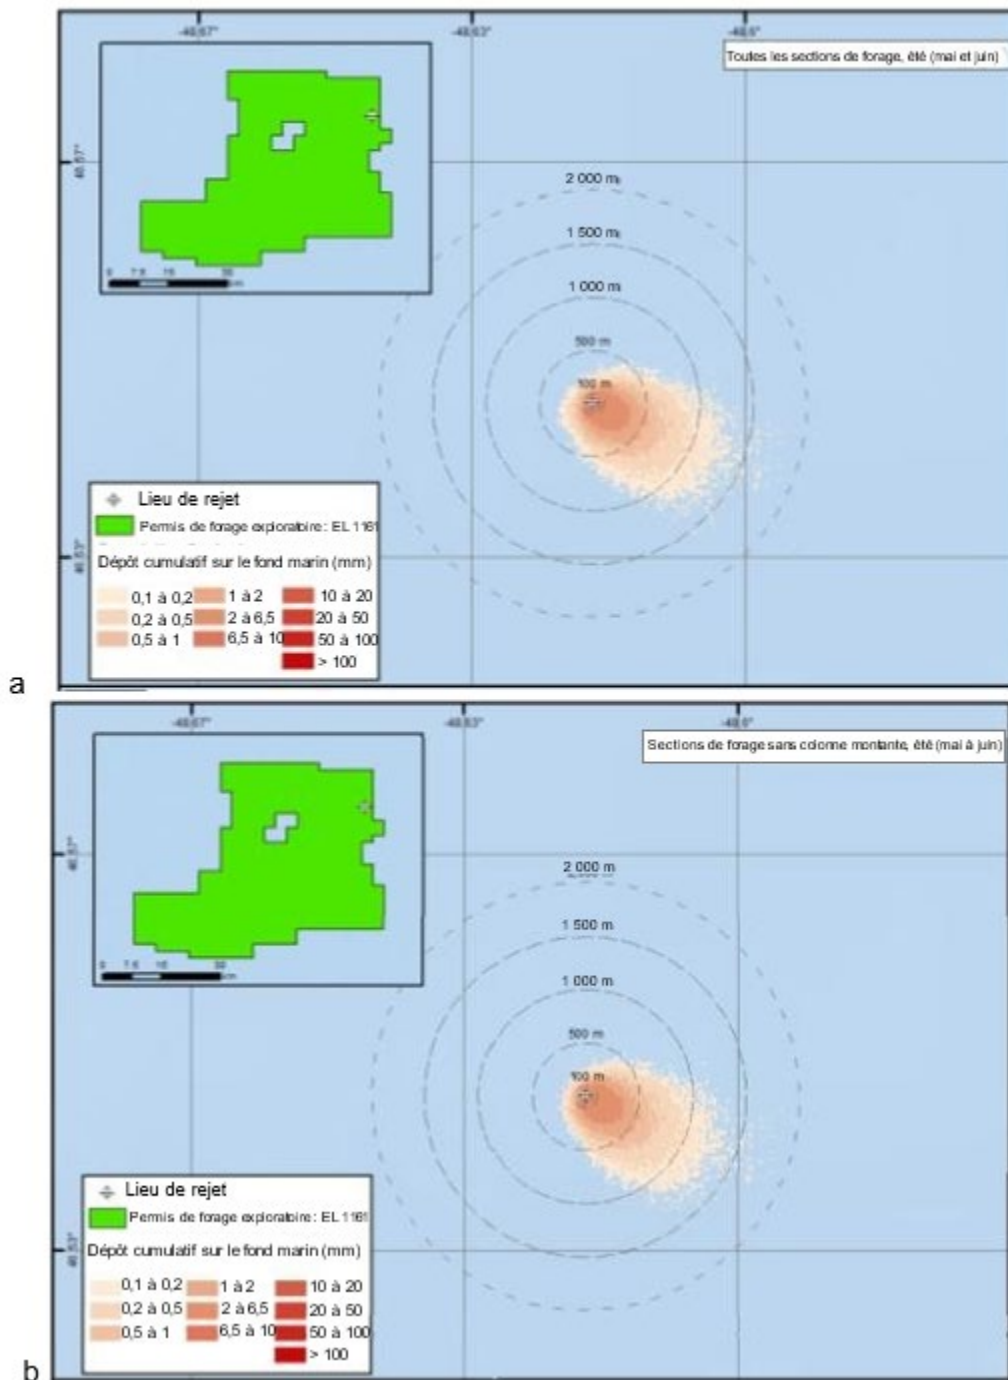 Toutes les sections de forage, été (mai et juin)
2 000 m
1 500 m
1 000 m
500 m
100 m
Lieu de rejet
Permis de forage exploratoire: EL 1161
Dépôt cumulatif sur le fond marin (mm)
0,1 à 0,2 1 à 2 10 à 20
0,2 à 0,5 2 à 6,5 20 à 50
0,5 à 1 6,5 à 10 50 à 100
> 100
a
Sections de forage sans colonne montante, été (mai à juin)
2 000 m
1 500 m
1 000 m
500 m
100 m
Lieu de rejet
Permis de forage exploratoire: EL 1161
Dépôt cumulatif sur le fond marin (mm)
0,1 à 0,2 1 à 2 10 à 20
0,2 à 0,5 2 à 6,5 20 à 50
0,5 à 1 6,5 à 10 50 à 100
> 100
b